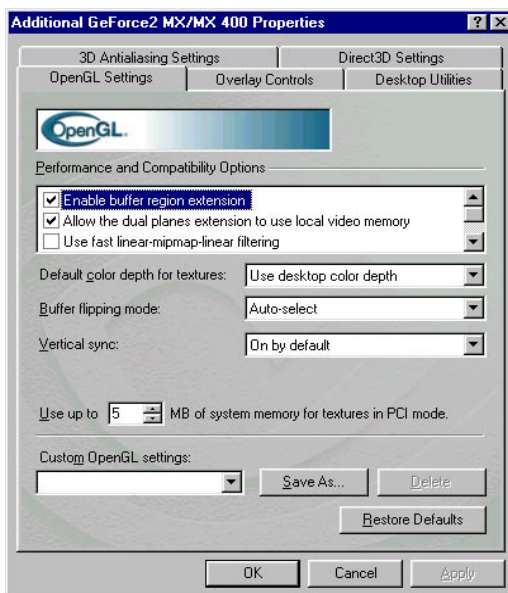 Additional GeForce2 MX/MX 400 Properties
3D Antialiasing Settings
Direct3D Settings
OpenGL Settings
Overlay Controls
Desktop Utilities
OpenGL.
Performance and Compatibility Options
Enable buffer region extension
Allow the dual planes extension to use local video memory
Use fast linear-mipmap-linear filtering
Default color depth for textures: Use desktop color depth
Buffer flipping mode: Auto-select
Vertical sync: On by default
Use up to 5 MB of system memory for textures in PCI mode.
Custom OpenGL settings:
Save As...
Delete
Restore Defaults
OK
Cancel
Apply